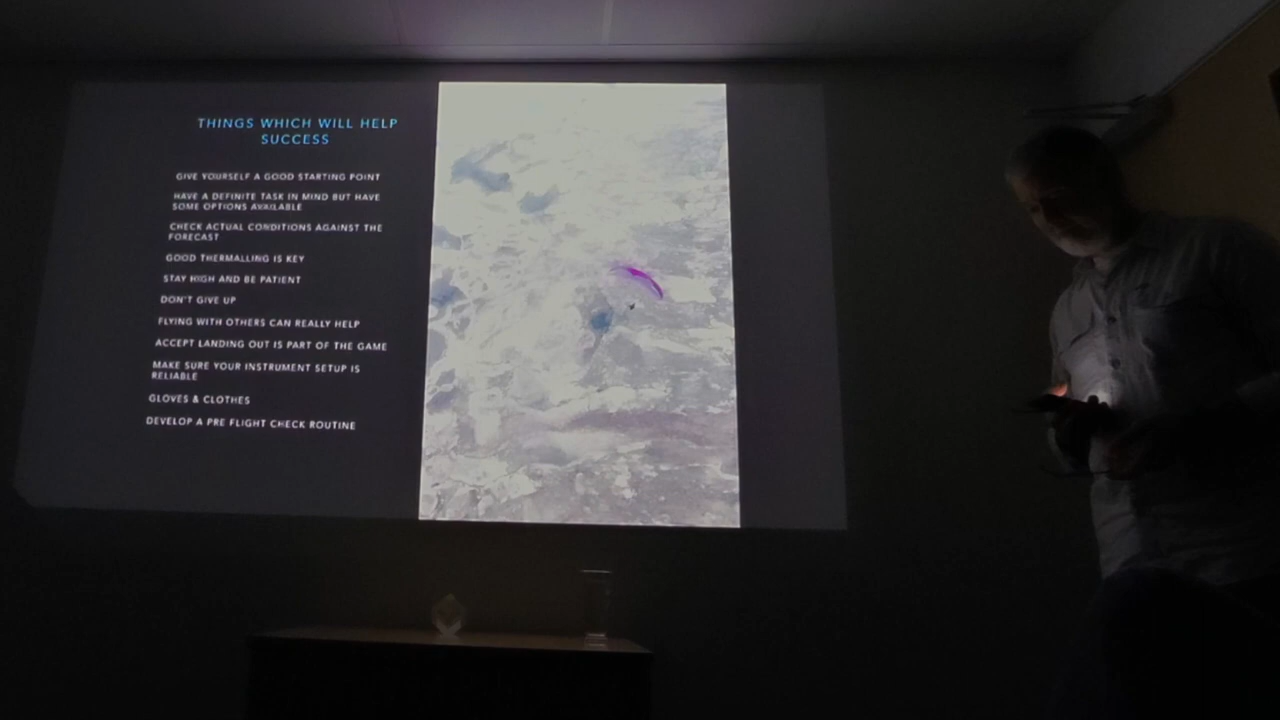 THINGS WHICH WILL HELP
SUCCESS
GIVE YOURSELF A GOOD STARTING POINT
HAVE A DEFINITE TASK IN MIND BUT HAVE
SOME OPTIONS AVAILABLE
CHECK ACTUAL CONDITIONS AGAINST THE
FORECAST
GOOD THERMALLING IS KEY
STAY HIGH AND BE PATIENT
DON'T GIVE UP
FLYING WITH OTHERS CAN REALLY HELP
ACCEPT LANDING OUT IS PART OF THE GAME
MAKE SURE YOUR INSTRUMENT SETUP IS
RELIABLE
GLOVES & CLOTHES
DEVELOP A PRE FLIGHT CHECK ROUTINE